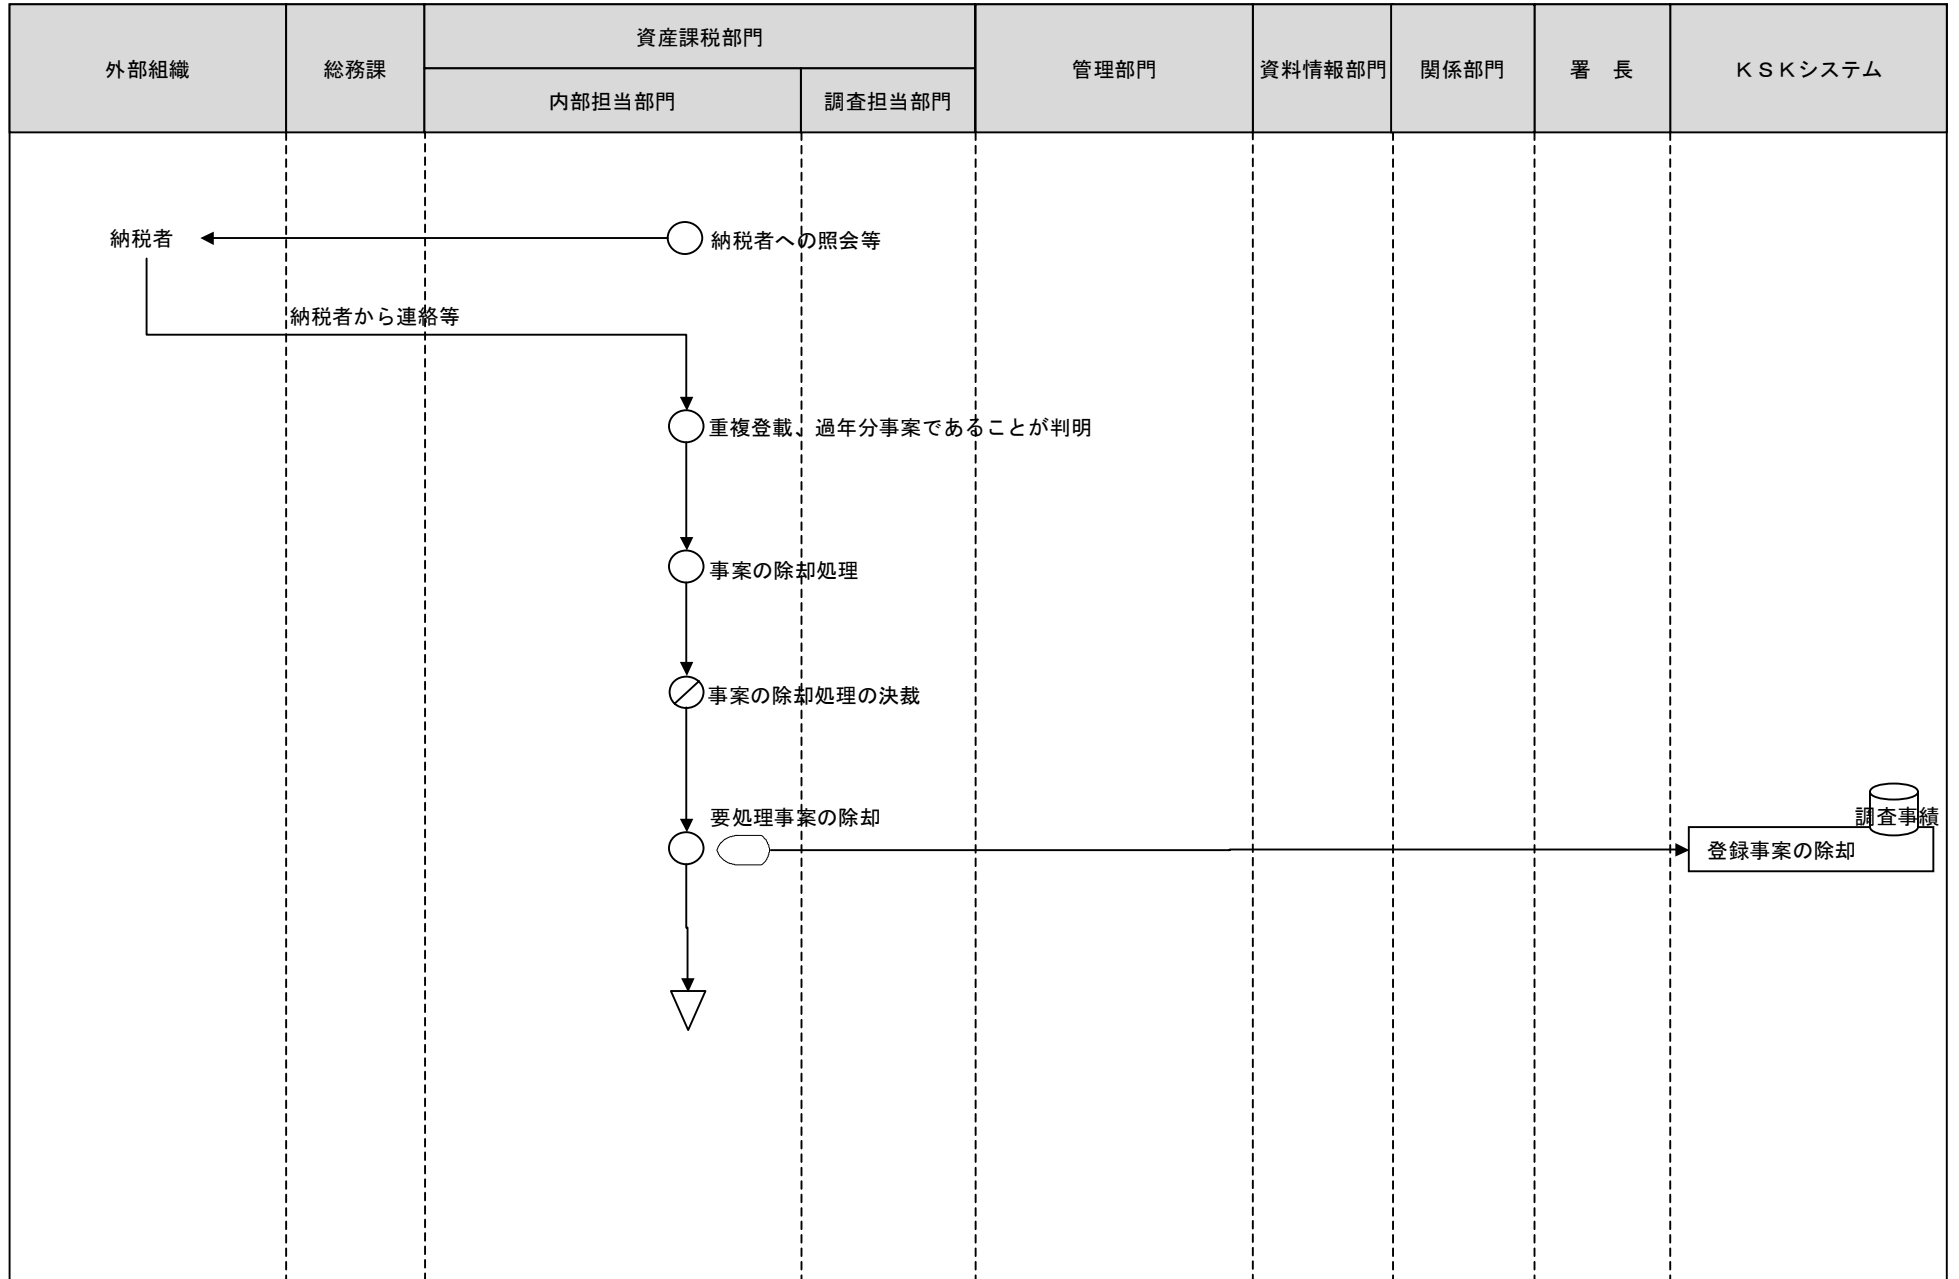 外部組織
総務課
資産課税部門
内部担当部門
調査担当部門
管理部門
資料情報部門
関係部門
署　長
ＫＳＫシステム
納税者
納税者への照会等
納税者から連絡等
重複登載、過年分事案であることが判明
事案の除却処理
事案の除却処理の決裁
要処理事案の除却
調査事績
登録事案の除却